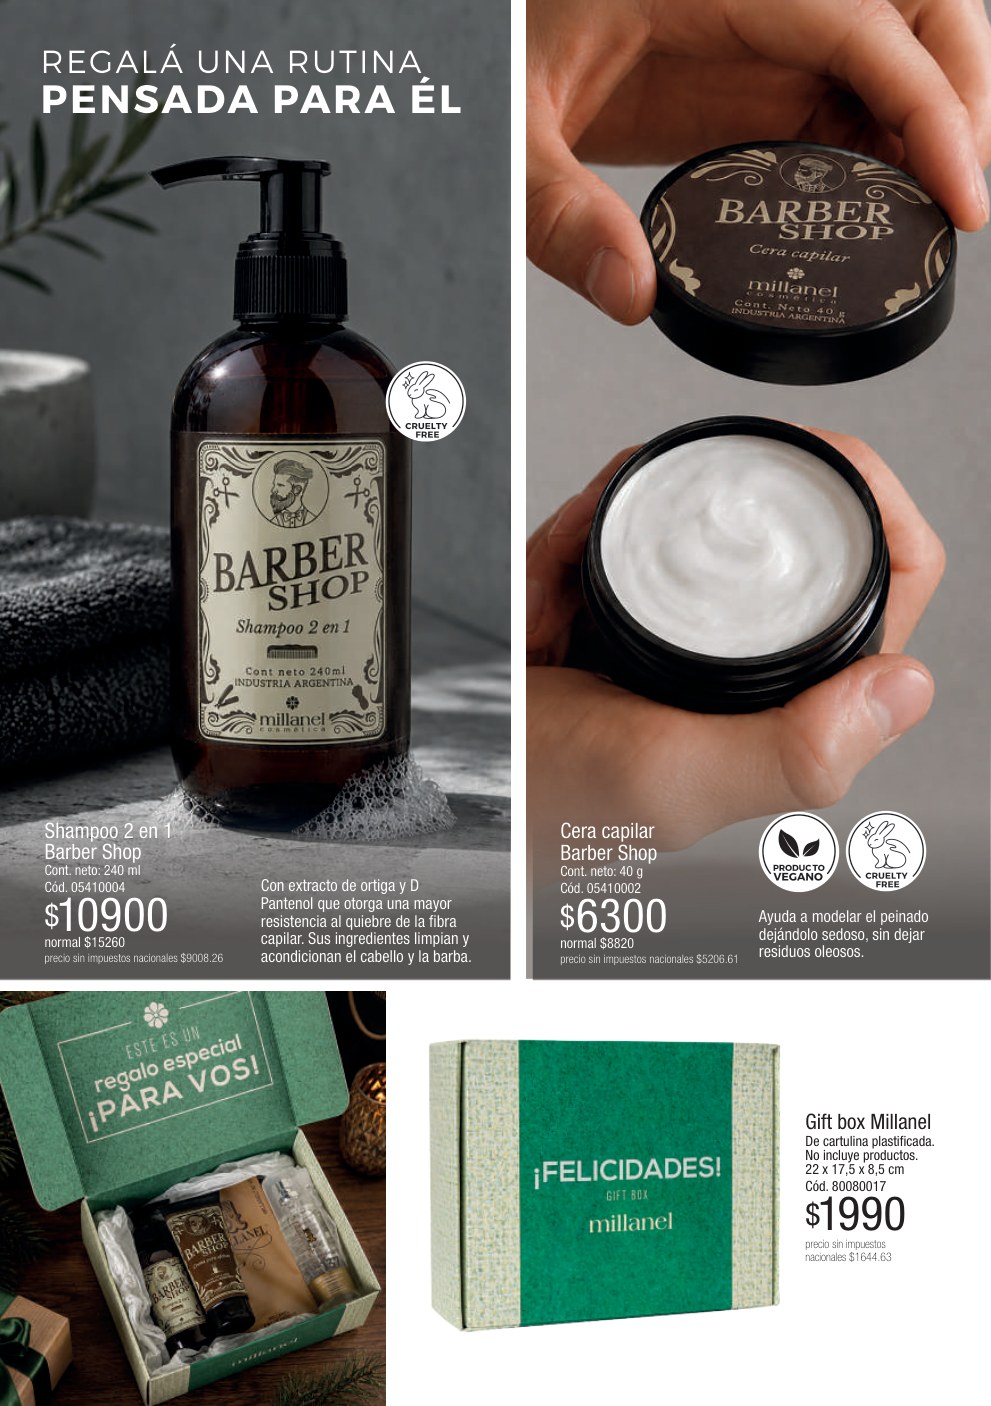 REGALÁ UNA RUTINA
PENSADA PARA ÉL
CRUELTY
FREE
BARBER
SHOP
Shampoo 2 en 1
Cont neto 240ml
INDUSTRIA ARGENTINA
millanel
cosmética
Shampoo 2 en 1
Barber Shop
Cont. neto: 240 ml
Cód. 05410004
$10900
normal $15260
precio sin impuestos nacionales $9008.26
Con extracto de ortiga y D
Pantenol que otorga una mayor
resistencia al quiebre de la fibra
capilar. Sus ingredientes limpian y
acondicionan el cabello y la barba.
BARBER
SHOP
Cera capilar
millanel
cosmética
Cont. Neto 40 g
INDUSTRIA ARGENTINA
Cera capilar
Barber Shop
Cont. neto: 40 g
Cód. 05410002
$6300
normal $8820
precio sin impuestos nacionales $5206.61
PRODUCTO
VEGANO
CRUELTY
FREE
Ayuda a modelar el peinado
dejándolo sedoso, sin dejar
residuos oleosos.
ESTE ES UN
regalo especial
¡PARA VOS!
BARBER
SHOP
BARBER
SHOP
millanel
¡FELICIDADES!
GIFT BOX
millanel
Gift box Millanel
De cartulina plastificada.
No incluye productos.
22 x 17,5 x 8,5 cm
Cód. 80080017
$1990
precio sin impuestos
nacionales $1644.63